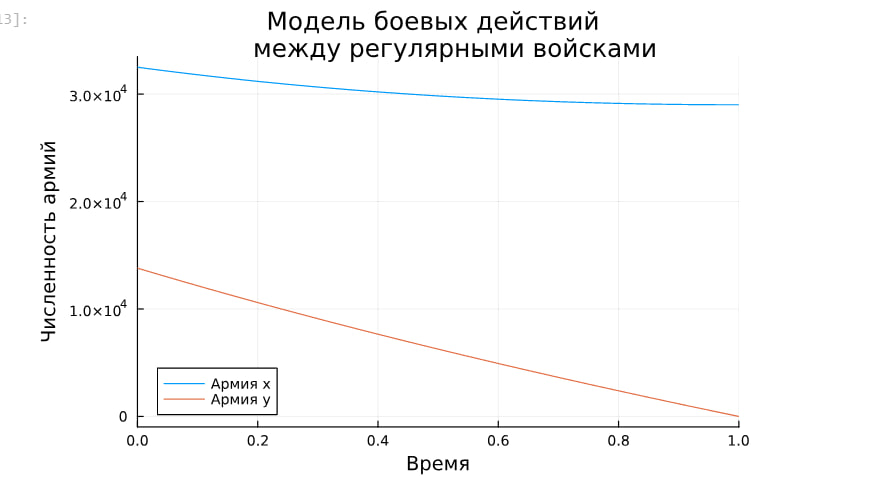 13]:
Модель боевых действий
между регулярными войсками
Численность армий
3.0×10⁴
2.0×10⁴
1.0×10⁴
0
Армия x
Армия y
0.0 0.2 0.4 0.6 0.8 1.0
Время